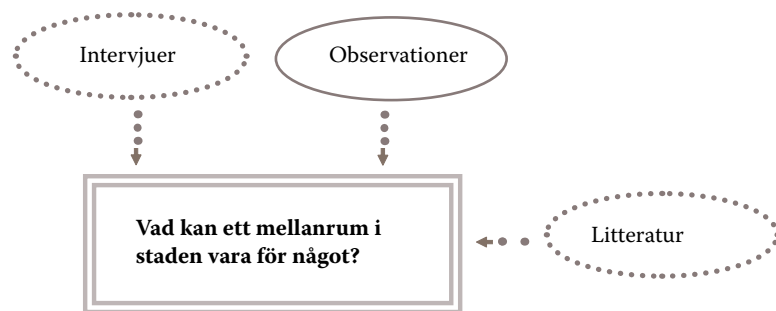 Intervjuer
Observationer
Vad kan ett mellanrum i
staden vara för något?
Litteratur